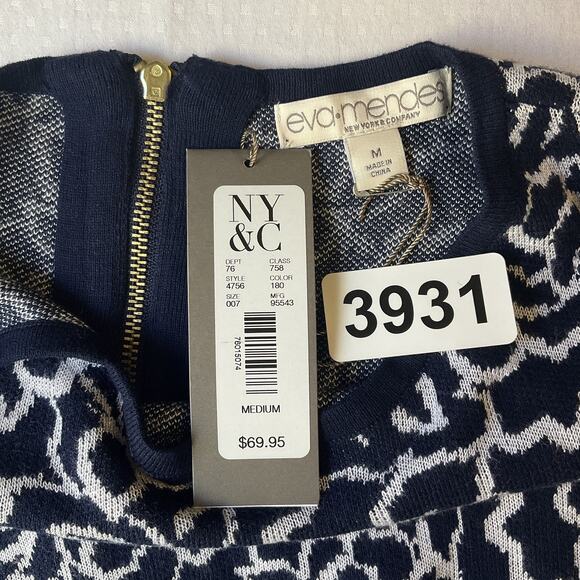 eva·mendes
NEW YORK & COMPANY
M
MADE IN
CHINA
NY
&C
DEPT CLASS
76 758
STYLE COLOR
4756 180
SIZE MFG
007 95543
76015074
MEDIUM
$69.95
3931